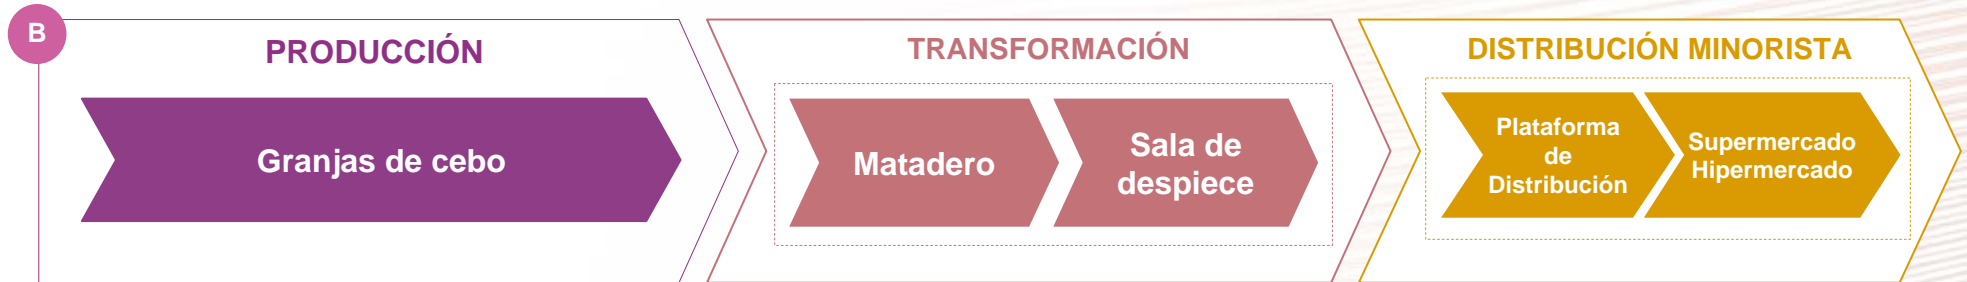 B
PRODUCCIÓN
Granjas de cebo
TRANSFORMACIÓN
Matadero
Sala de
despiece
DISTRIBUCIÓN MINORISTA
Plataforma
de
Distribución
Supermercado
Hipermercado